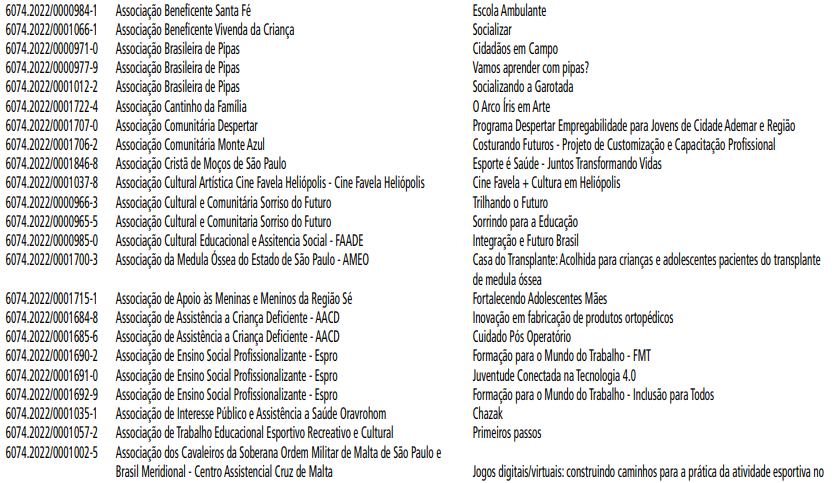 6074.2022/0000984-1 Associação Beneficente Santa Fé Escola Ambulante
6074.2022/0001066-1 Associação Beneficente Vivenda da Criança Socializar
6074.2022/0000971-0 Associação Brasileira de Pipas Cidadãos em Campo
6074.2022/0000977-9 Associação Brasileira de Pipas Vamos aprender com pipas?
6074.2022/0001012-2 Associação Brasileira de Pipas Socializando a Garotada
6074.2022/0001722-4 Associação Cantinho da Família O Arco Íris em Arte
6074.2022/0001707-0 Associação Comunitária Despertar Programa Despertar Empregabilidade para Jovens de Cidade Ademar e Região
6074.2022/0001706-2 Associação Comunitária Monte Azul Costurando Futuros - Projeto de Customização e Capacitação Profissional
6074.2022/0001846-8 Associação Cristã de Moços de São Paulo Esporte é Saúde - Juntos Transformando Vidas
6074.2022/0001037-8 Associação Cultural Artística Cine Favela Heliópolis - Cine Favela Heliópolis Cine Favela + Cultura em Heliópolis
6074.2022/0000966-3 Associação Cultural e Comunitária Sorriso do Futuro Trilhando o Futuro
6074.2022/0000965-5 Associação Cultural e Comunitaria Sorriso do Futuro Sorrindo para a Educação
6074.2022/0000985-0 Associação Cultural Educacional e Assitencia Social - FAADE Integração e Futuro Brasil
6074.2022/0001700-3 Associação da Medula Óssea do Estado de São Paulo - AMEO Casa do Transplante: Acolhida para crianças e adolescentes pacientes do transplante
de medula óssea
6074.2022/0001715-1 Associação de Apoio às Meninas e Meninos da Região Sé Fortalecendo Adolescentes Mães
6074.2022/0001684-8 Associação de Assistência a Criança Deficiente - AACD Inovação em fabricação de produtos ortopédicos
6074.2022/0001685-6 Associação de Assistência a Criança Deficiente - AACD Cuidado Pós Operatório
6074.2022/0001690-2 Associação de Ensino Social Profissionalizante - Espro Formação para o Mundo do Trabalho - FMT
6074.2022/0001691-0 Associação de Ensino Social Profissionalizante - Espro Juventude Conectada na Tecnologia 4.0
6074.2022/0001692-9 Associação de Ensino Social Profissionalizante - Espro Formação para o Mundo do Trabalho - Inclusão para Todos
6074.2022/0001035-1 Associação de Interesse Público e Assistência a Saúde Oravrohom Chazak
6074.2022/0001057-2 Associação de Trabalho Educacional Esportivo Recreativo e Cultural Primeiros passos
6074.2022/0001002-5 Associação dos Cavaleiros da Soberana Ordem Militar de Malta de São Paulo e
Brasil Meridional - Centro Assistencial Cruz de Malta Jogos digitais/virtuais: construindo caminhos para a prática da atividade esportiva no